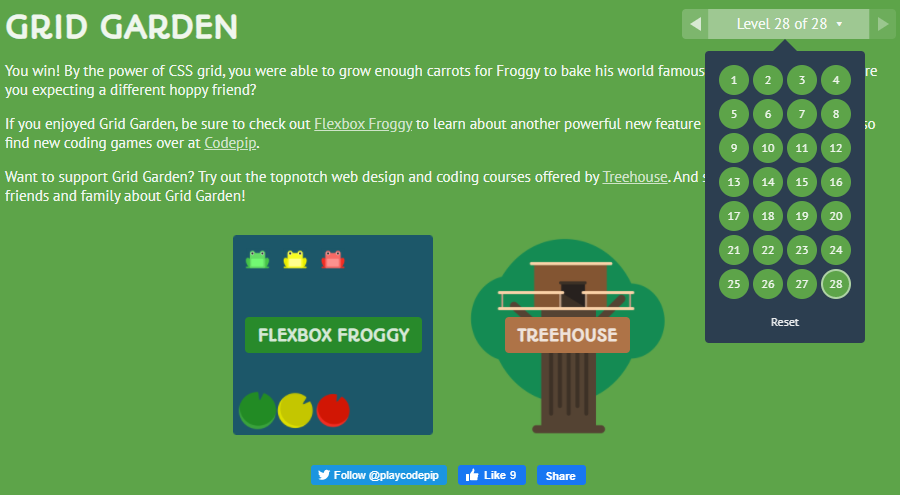 GRID GARDEN
Level 28 of 28
You win! By the power of CSS grid, you were able to grow enough carrots for Froggy to bake his world famous re
you expecting a different hoppy friend?
If you enjoyed Grid Garden, be sure to check out Flexbox Froggy to learn about another powerful new feature so
find new coding games over at Codepip.
Want to support Grid Garden? Try out the topnotch web design and coding courses offered by Treehouse. And
friends and family about Grid Garden!
1 2 3 4
5 6 7 8
9 10 11 12
13 14 15 16
17 18 19 20
21 22 23 24
25 26 27 28
Reset
FLEXBOX FROGGY
TREEHOUSE
Follow @playcodepip Like 9 Share